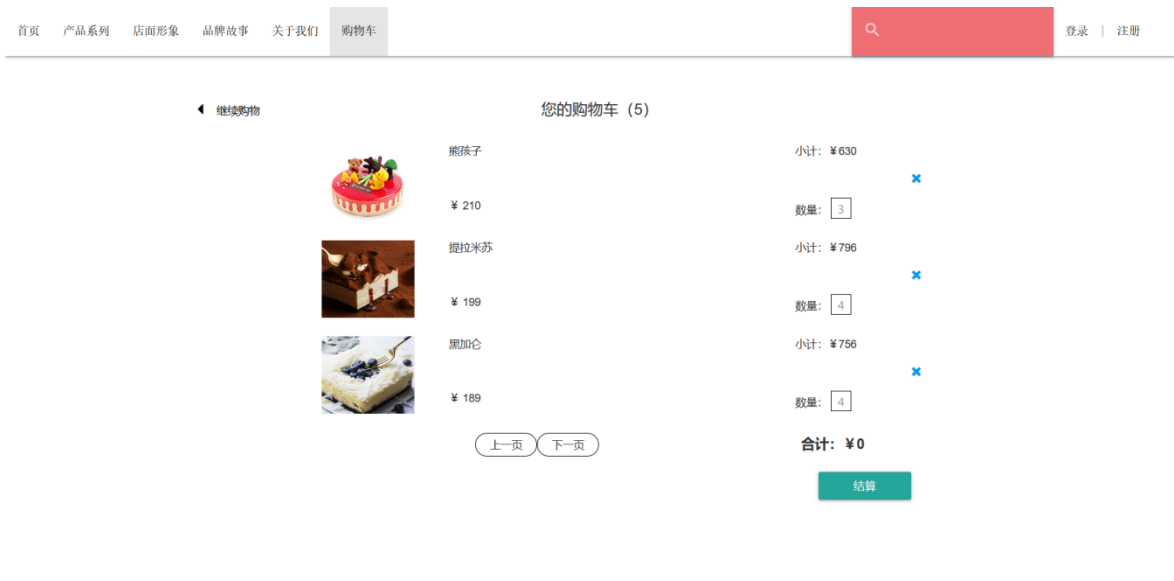 首页 产品系列 店面形象 品牌故事 关于我们 购物车 登录 | 注册
继续购物 您的购物车（5）
熊孩子 小计：¥630
¥ 210 数量： 3
提拉米苏 小计：¥796
¥ 199 数量： 4
黑加仑 小计：¥756
¥ 189 数量： 4
上一页 下一页 合计：¥0
结算